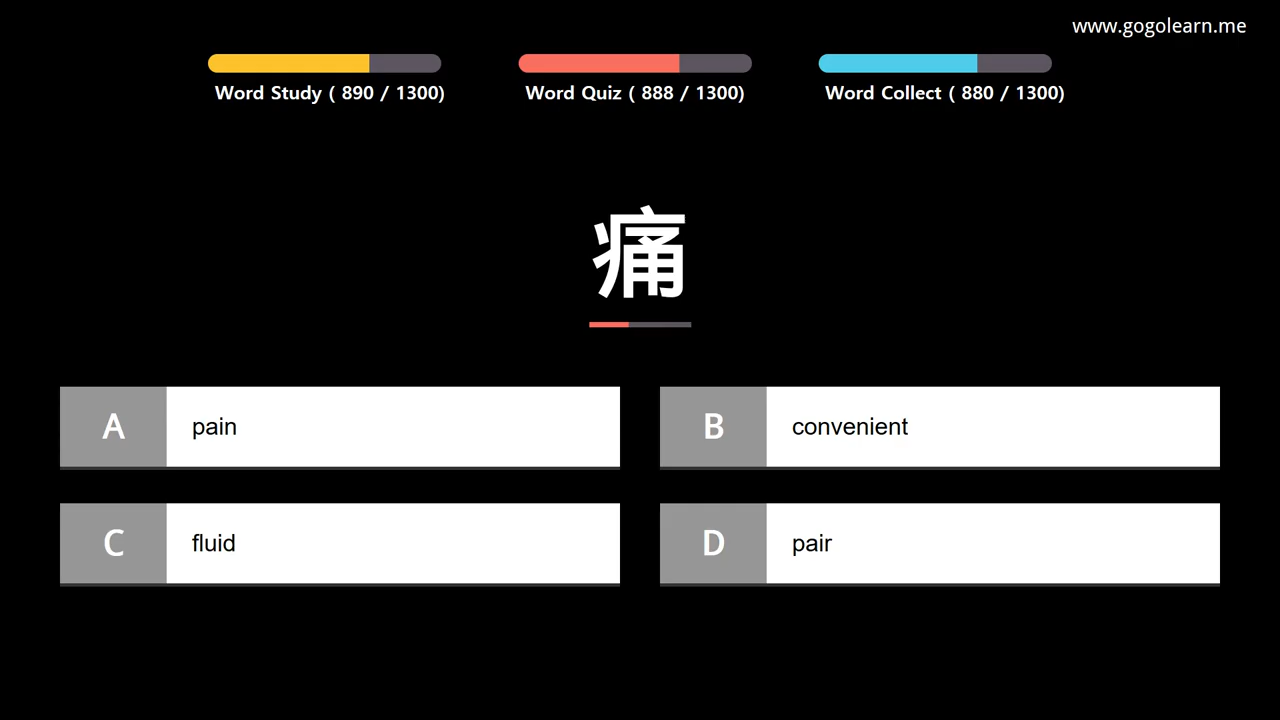 www.gogolearn.me
Word Study ( 890 / 1300)
Word Quiz ( 888 / 1300)
Word Collect ( 880 / 1300)
痛
A pain
B convenient
C fluid
D pair